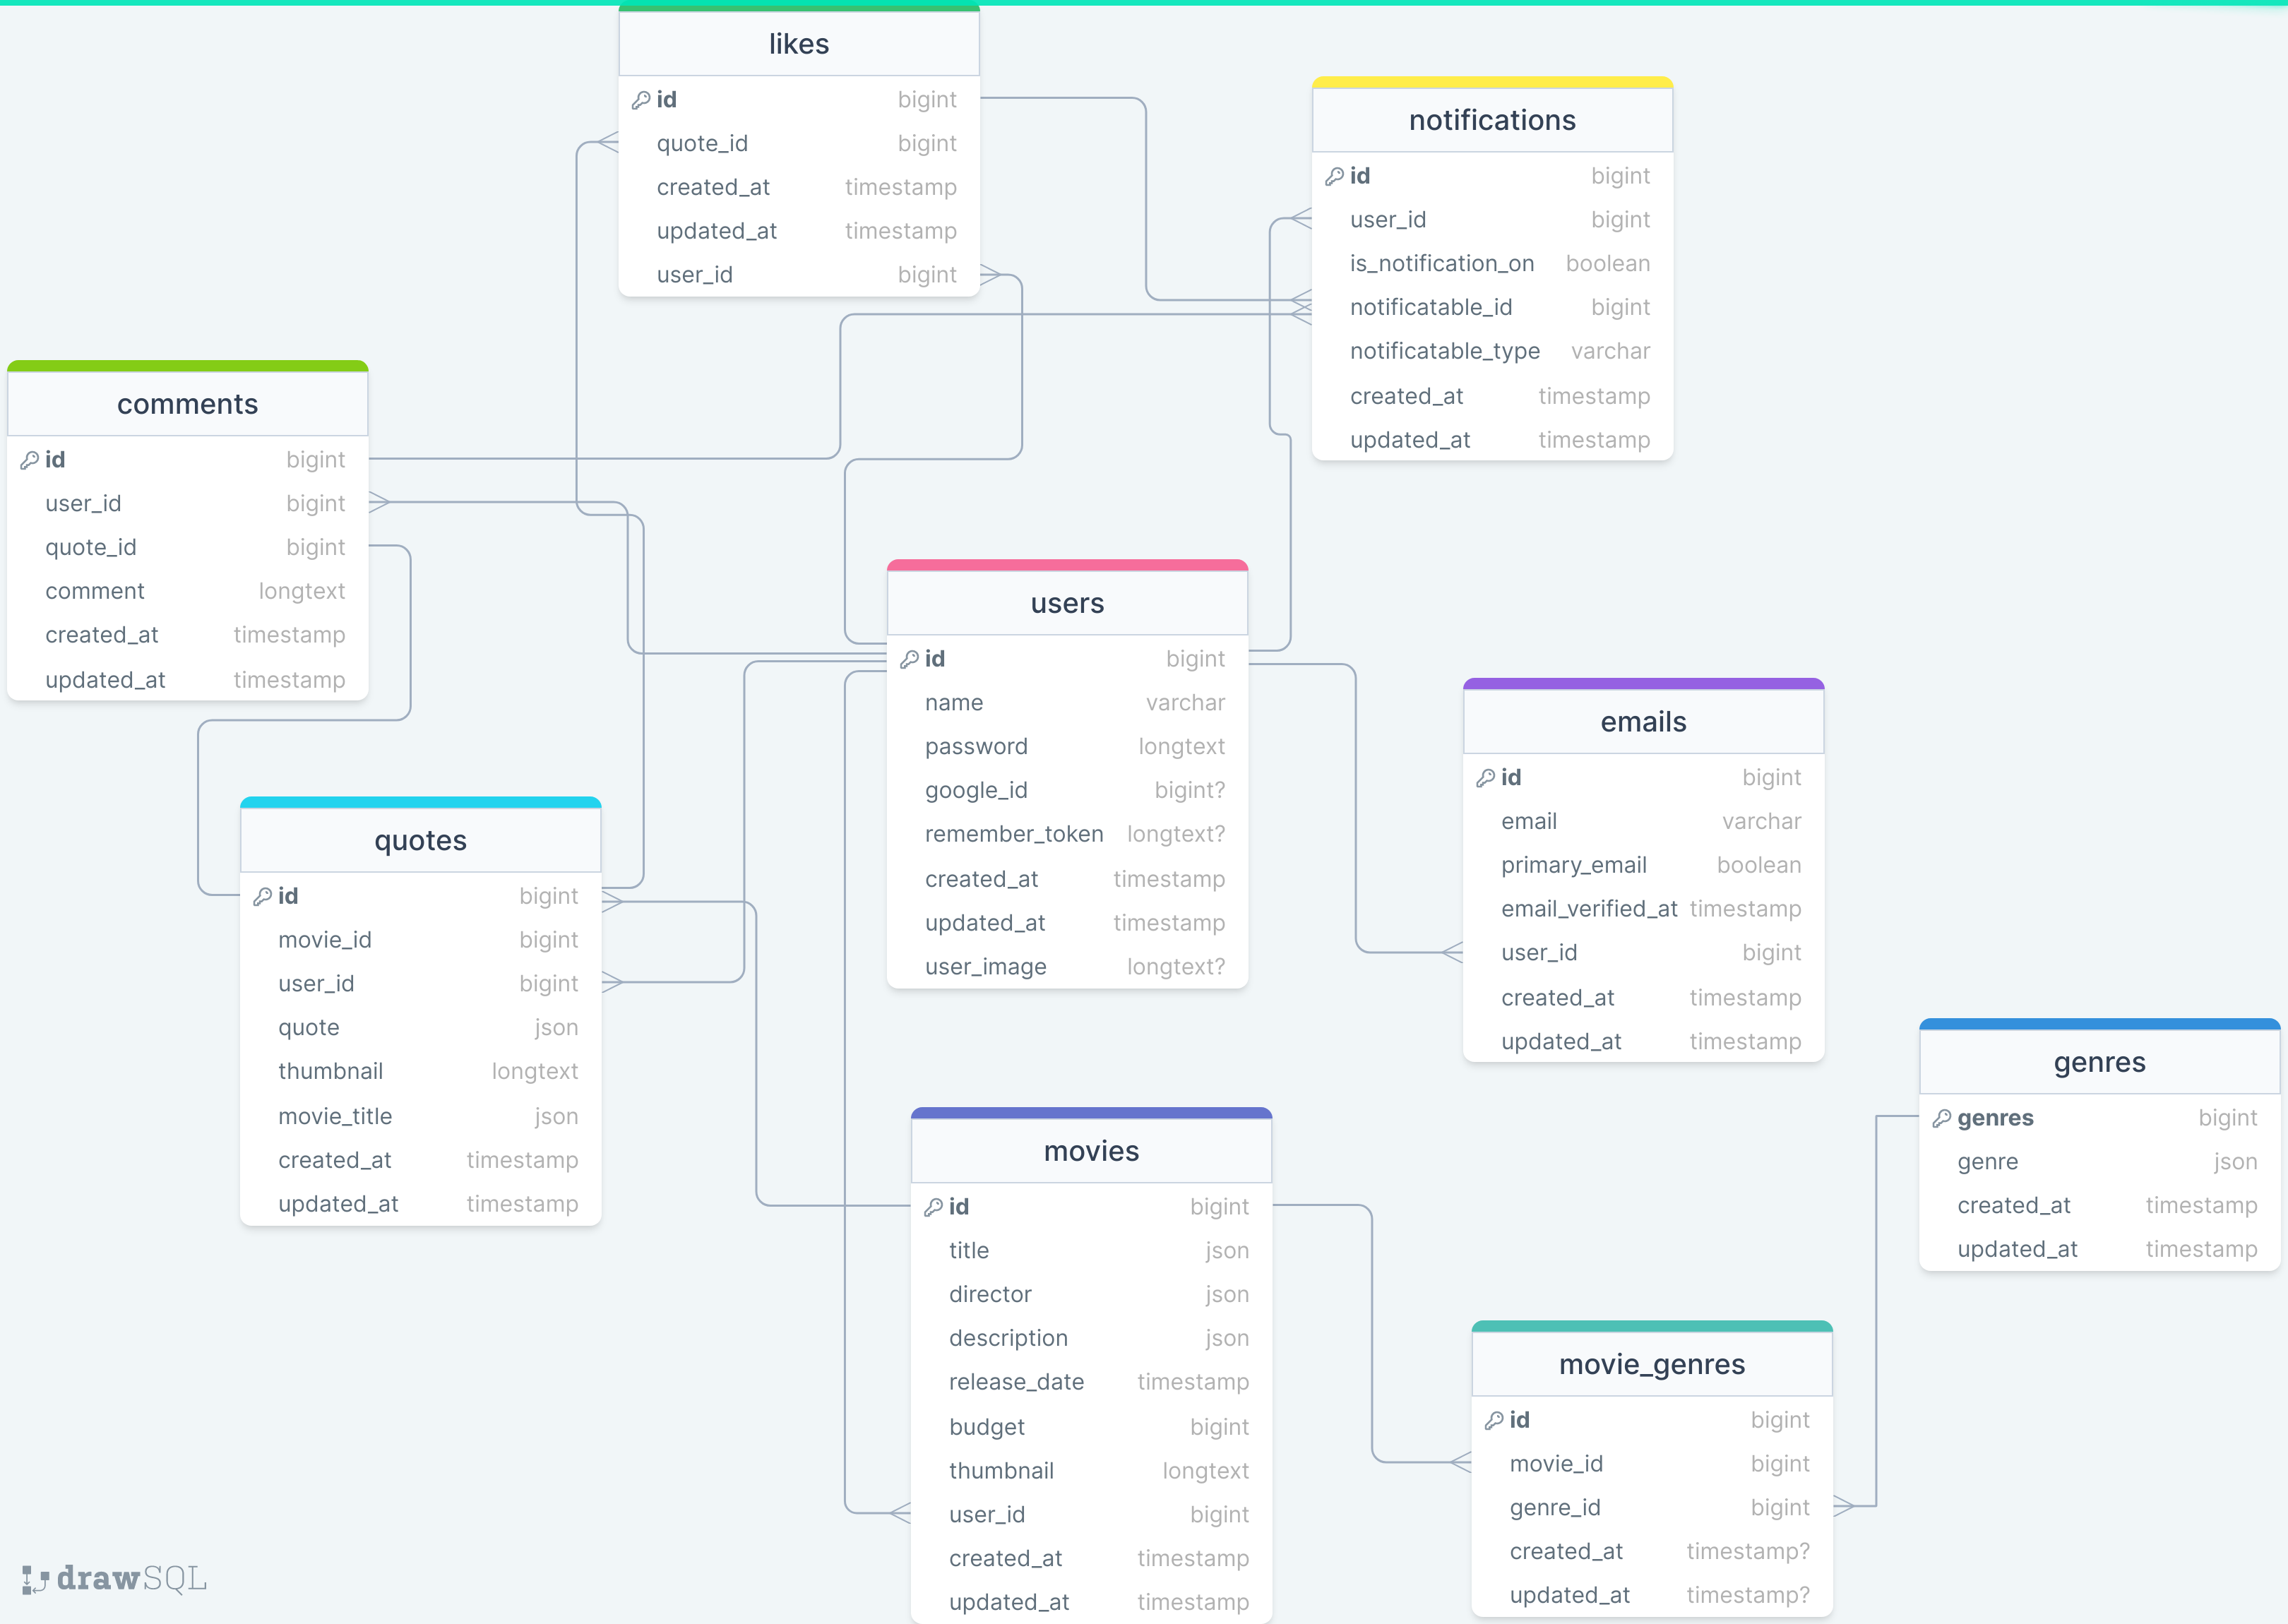 likes
id bigint
quote_id bigint
created_at timestamp
updated_at timestamp
user_id bigint
notifications
id bigint
user_id bigint
is_notification_on boolean
notificatable_id bigint
notificatable_type varchar
created_at timestamp
updated_at timestamp
comments
id bigint
user_id bigint
quote_id bigint
comment longtext
created_at timestamp
updated_at timestamp
users
id bigint
name varchar
password longtext
google_id bigint?
remember_token longtext?
created_at timestamp
updated_at timestamp
user_image longtext?
emails
id bigint
email varchar
primary_email boolean
email_verified_at timestamp
user_id bigint
created_at timestamp
updated_at timestamp
quotes
id bigint
movie_id bigint
user_id bigint
quote json
thumbnail longtext
movie_title json
created_at timestamp
updated_at timestamp
genres
genres bigint
genre json
created_at timestamp
updated_at timestamp
movies
id bigint
title json
director json
description json
release_date timestamp
budget bigint
thumbnail longtext
user_id bigint
created_at timestamp
updated_at timestamp
movie_genres
id bigint
movie_id bigint
genre_id bigint
created_at timestamp?
updated_at timestamp?
drawSQL